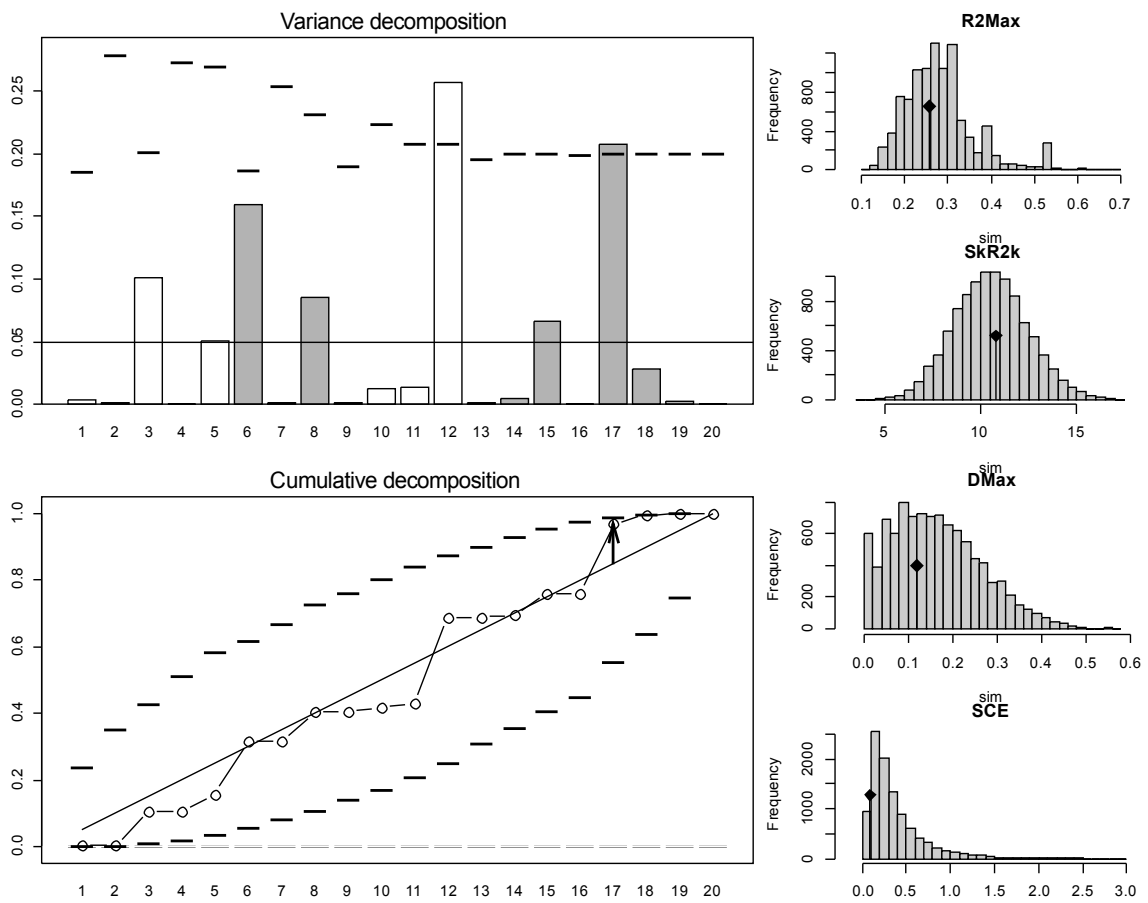 Variance decomposition
0.00 0.05 0.10 0.15 0.20 0.25
1 2 3 4 5 6 7 8 9 10 11 12 13 14 15 16 17 18 19 20
Cumulative decomposition
0.0 0.2 0.4 0.6 0.8 1.0
1 2 3 4 5 6 7 8 9 10 11 12 13 14 15 16 17 18 19 20
R2Max
Frequency
0 400 800
0.1 0.2 0.3 0.4 0.5 0.6 0.7
sim
SkR2k
Frequency
0 400 800
5 10 15
sim
DMax
Frequency
0 200 600
0.0 0.1 0.2 0.3 0.4 0.5 0.6
sim
SCE
Frequency
0 1000 2000
0.0 0.5 1.0 1.5 2.0 2.5 3.0